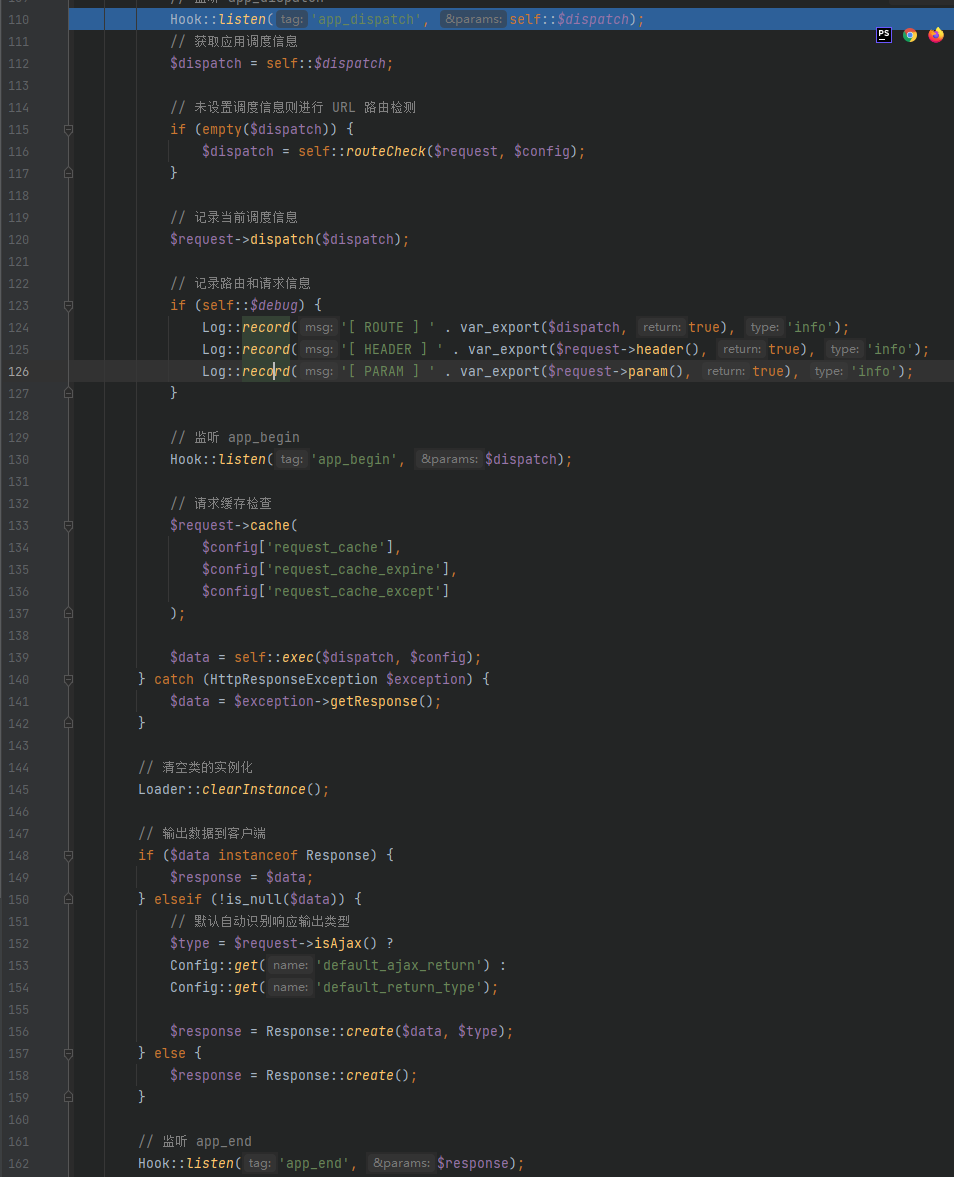 109 // 监听 app_dispatch
110 Hook::listen( tag: 'app_dispatch', &params: self::$dispatch);
111 // 获取应用调度信息
112 $dispatch = self::$dispatch;
113
114 // 未设置调度信息则进行 URL 路由检测
115 if (empty($dispatch)) {
116 $dispatch = self::routeCheck($request, $config);
117 }
118
119 // 记录当前调度信息
120 $request->dispatch($dispatch);
121
122 // 记录路由和请求信息
123 if (self::$debug) {
124 Log::record( msg: '[ ROUTE ] ' . var_export($dispatch, return: true), type: 'info');
125 Log::record( msg: '[ HEADER ] ' . var_export($request->header(), return: true), type: 'info');
126 Log::record( msg: '[ PARAM ] ' . var_export($request->param(), return: true), type: 'info');
127 }
128
129 // 监听 app_begin
130 Hook::listen( tag: 'app_begin', &params: $dispatch);
131
132 // 请求缓存检查
133 $request->cache(
134 $config['request_cache'],
135 $config['request_cache_expire'],
136 $config['request_cache_except']
137 );
138
139 $data = self::exec($dispatch, $config);
140 } catch (HttpResponseException $exception) {
141 $data = $exception->getResponse();
142 }
143
144 // 清空类的实例化
145 Loader::clearInstance();
146
147 // 输出数据到客户端
148 if ($data instanceof Response) {
149 $response = $data;
150 } elseif (!is_null($data)) {
151 // 默认自动识别响应输出类型
152 $type = $request->isAjax() ?
153 Config::get( name: 'default_ajax_return') :
154 Config::get( name: 'default_return_type');
155
156 $response = Response::create($data, $type);
157 } else {
158 $response = Response::create();
159 }
160
161 // 监听 app_end
162 Hook::listen( tag: 'app_end', &params: $response);
PS